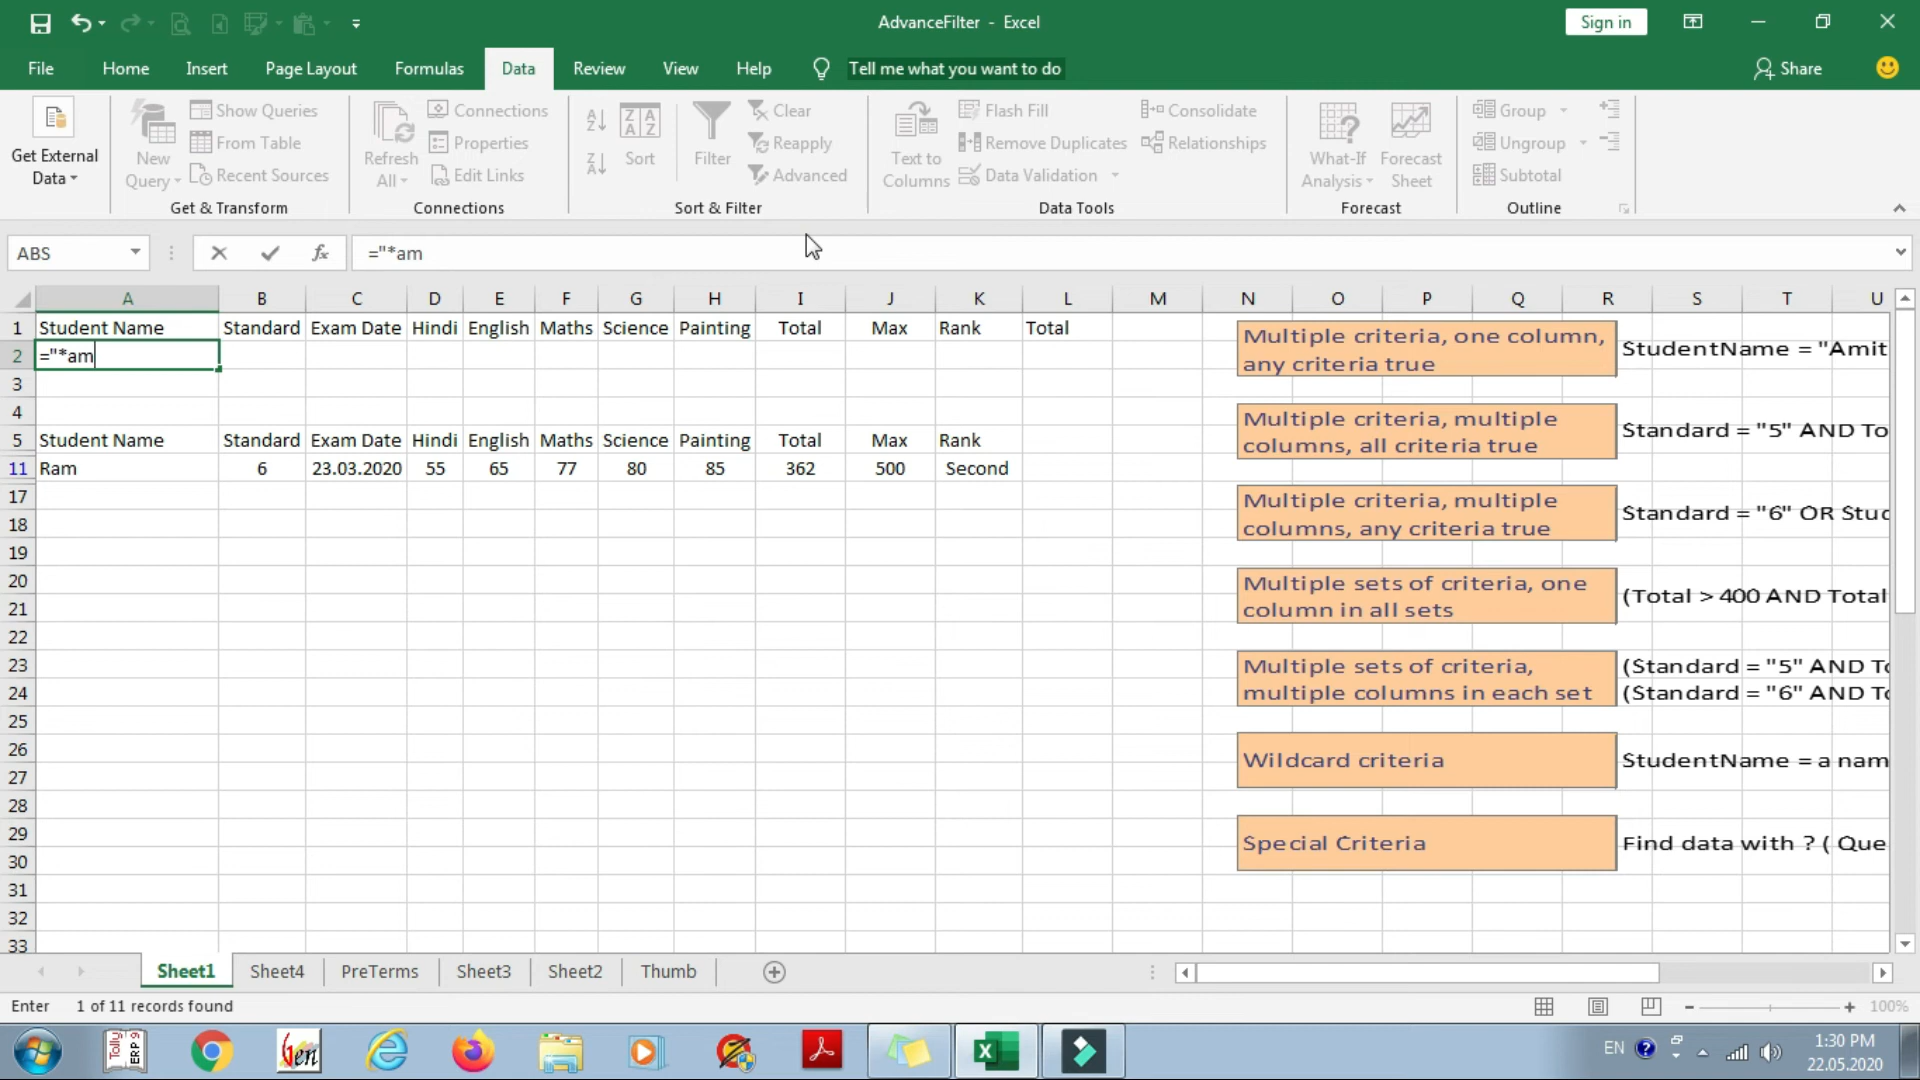 AdvanceFilter - Excel
Sign in
File Home Insert Page Layout Formulas Data Review View Help Tell me what you want to do Share
Get External Data
New Query
Show Queries
From Table
Recent Sources
Get & Transform
Refresh All
Connections
Properties
Edit Links
Connections
Sort
Filter
Clear
Reapply
Advanced
Sort & Filter
Text to Columns
Flash Fill
Remove Duplicates
Data Validation
Consolidate
Relationships
Data Tools
What-If Analysis
Forecast Sheet
Forecast
Group
Ungroup
Subtotal
Outline
ABS fx ="*am
A B C D E F G H I J K L M N O P Q R S T U
1 Student Name Standard Exam Date Hindi English Maths Science Painting Total Max Rank Total
2 ="*am
3
4
5 Student Name Standard Exam Date Hindi English Maths Science Painting Total Max Rank
11 Ram 6 23.03.2020 55 65 77 80 85 362 500 Second
17
18
19
20
21
22
23
24
25
26
27
28
29
30
31
32
33
Multiple criteria, one column,
any criteria true
StudentName = "Amit
Multiple criteria, multiple
columns, all criteria true
Standard = "5" AND To
Multiple criteria, multiple
columns, any criteria true
Standard = "6" OR Stud
Multiple sets of criteria, one
column in all sets
(Total > 400 AND Total
Multiple sets of criteria,
multiple columns in each set
(Standard = "5" AND To
(Standard = "6" AND To
Wildcard criteria
StudentName = a nam
Special Criteria
Find data with ? ( Que
Sheet1 Sheet4 PreTerms Sheet3 Sheet2 Thumb
Enter 1 of 11 records found 100%
Tally ERP 9
Gen
EN
1:30 PM
22.05.2020